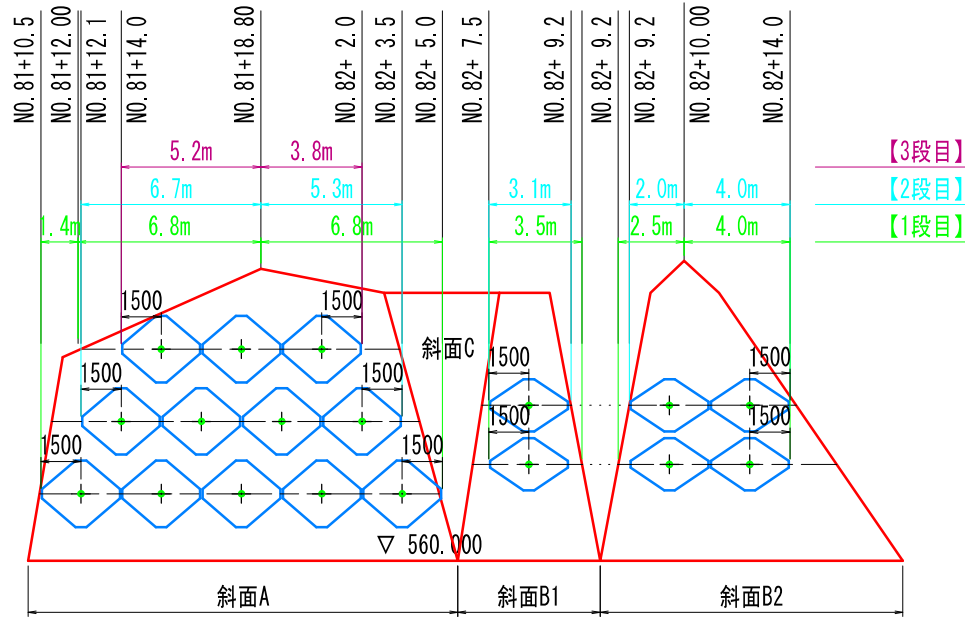 NO.81+10.5
NO.81+12.00
NO.81+12.1
NO.81+14.0
NO.81+18.80
NO.82+ 2.0
NO.82+ 3.5
NO.82+ 5.0
NO.82+ 7.5
NO.82+ 9.2
NO.82+ 9.2
NO.82+ 9.2
NO.82+10.00
NO.82+14.0
5.2m 3.8m 【3段目】
6.7m 5.3m 3.1m 2.0m 4.0m 【2段目】
1.4m 6.8m 6.8m 3.5m 2.5m 4.0m 【1段目】
1500 1500
斜面C
1500 1500 1500 1500
1500 1500 1500 1500
▽ 560.000
斜面A 斜面B1 斜面B2